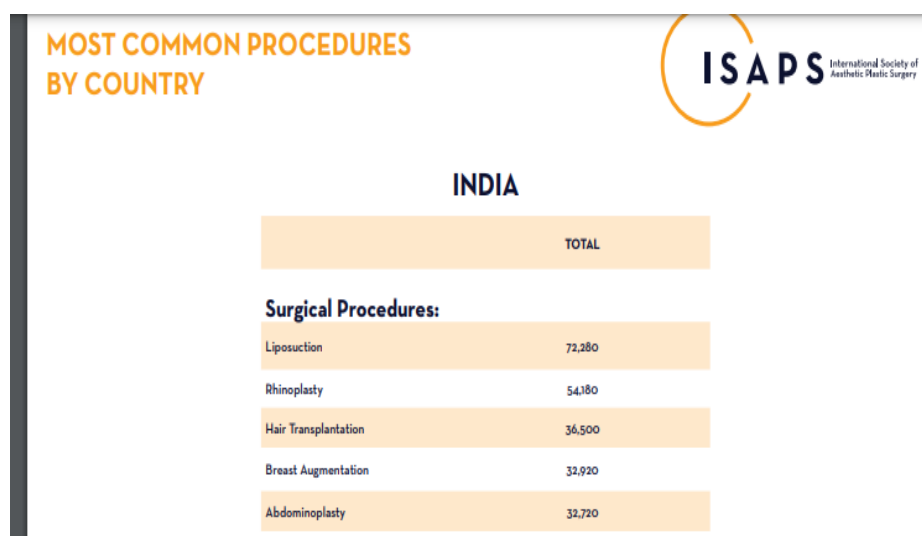 MOST COMMON PROCEDURES
BY COUNTRY
ISAPS
International Society of
Aesthetic Plastic Surgery
INDIA
TOTAL
Surgical Procedures:
Liposuction 72,280
Rhinoplasty 54,180
Hair Transplantation 36,500
Breast Augmentation 32,920
Abdominoplasty 32,720